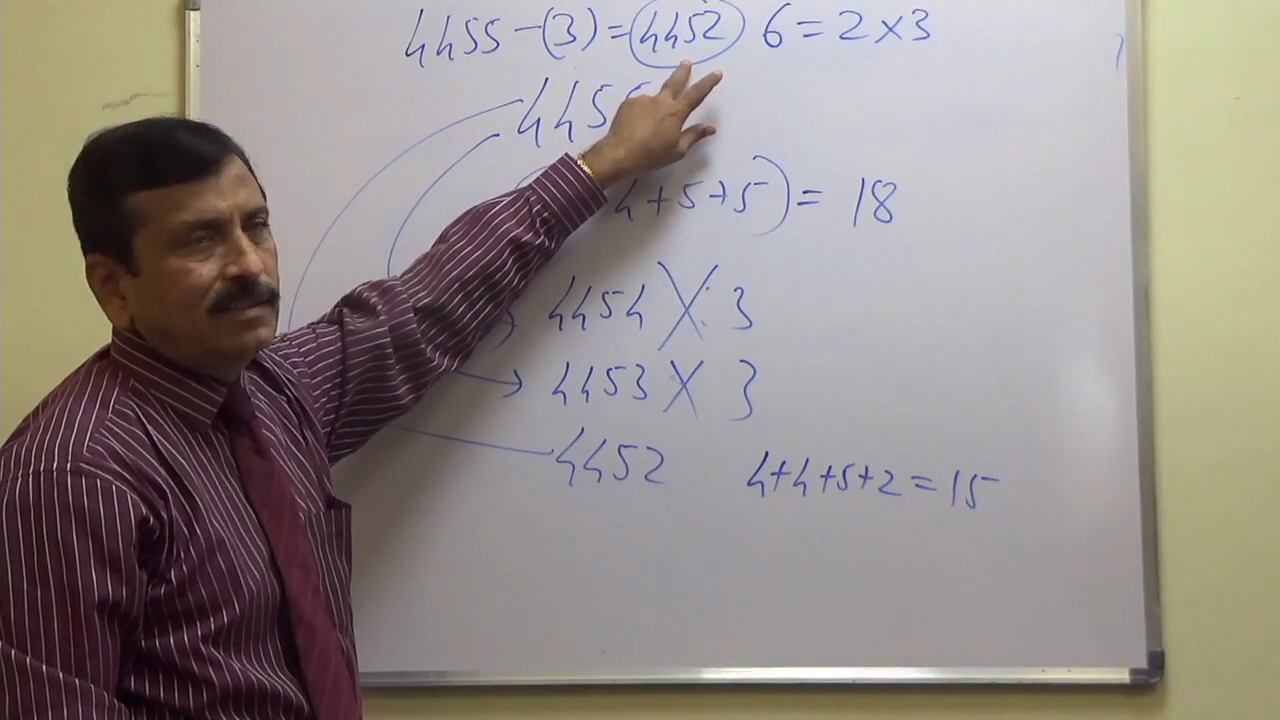 4455-(3)=4452 6=2×3
445
4+5+5)= 18
4454 X 3
4453 X 3
4452 4+4+5+2=15